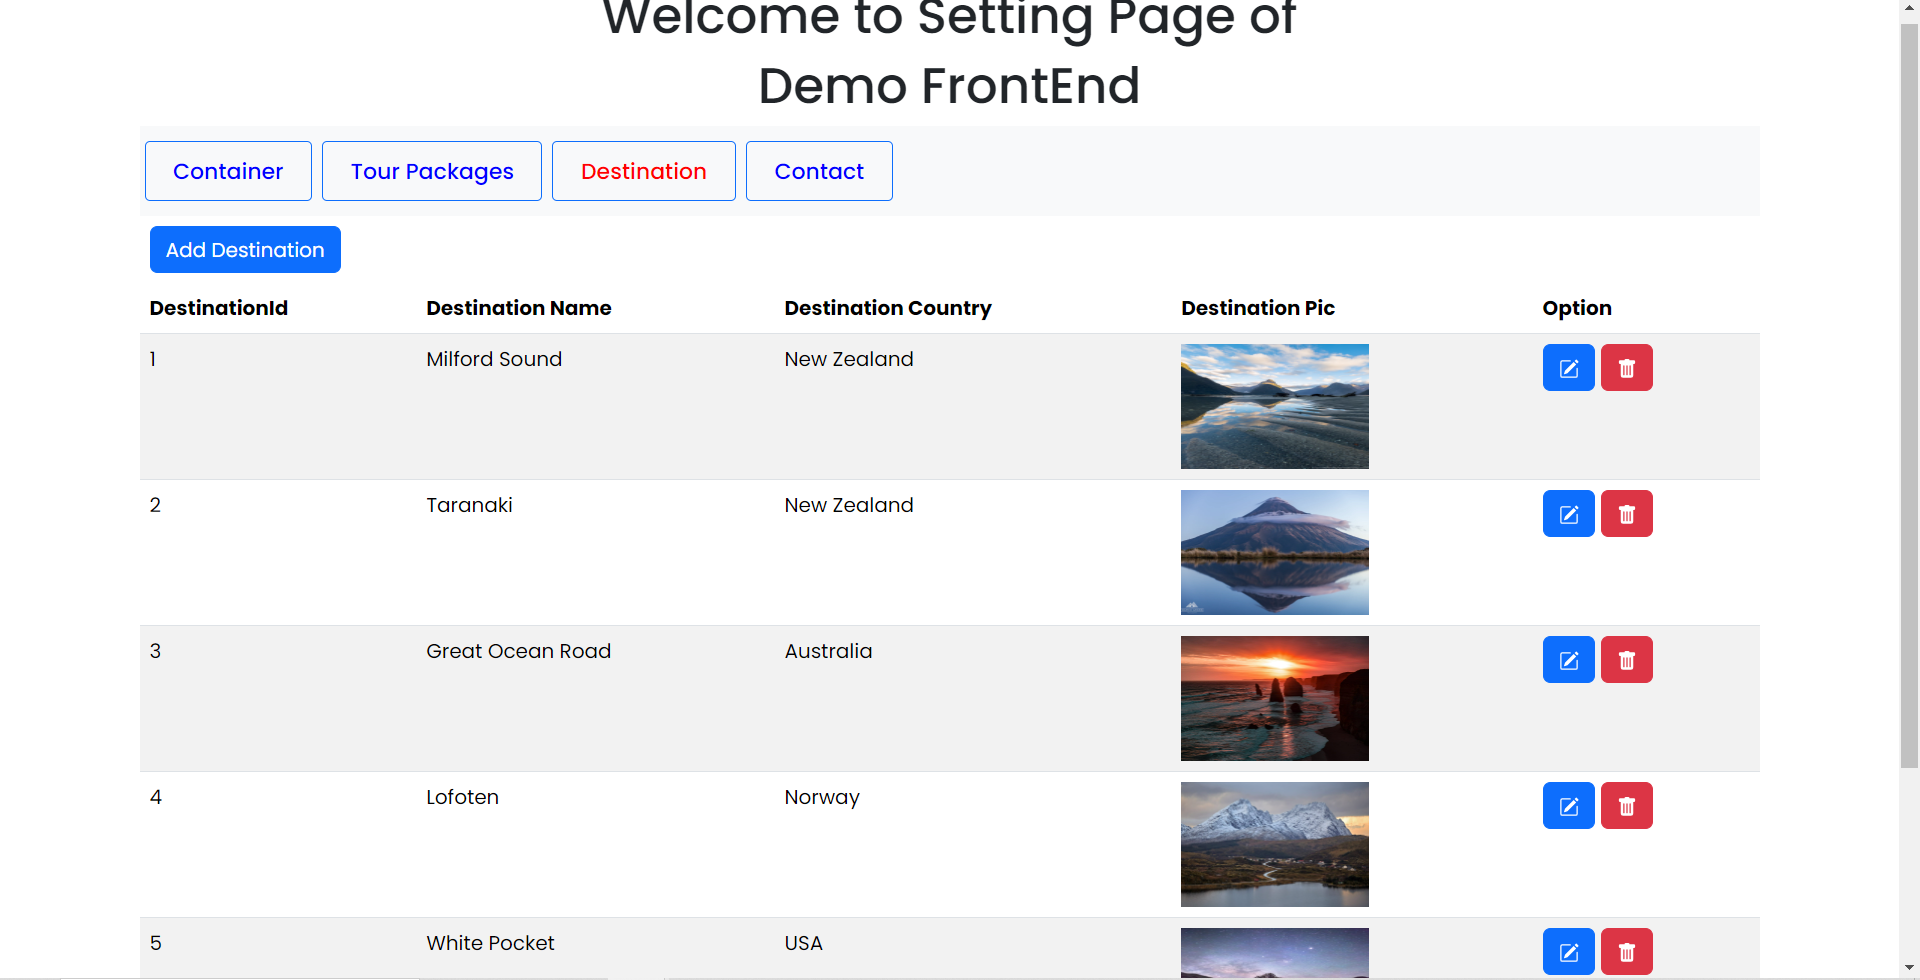 Welcome to Setting Page of
Demo FrontEnd
Container Tour Packages Destination Contact
Add Destination
DestinationId Destination Name Destination Country Destination Pic Option
1 Milford Sound New Zealand
2 Taranaki New Zealand
3 Great Ocean Road Australia
4 Lofoten Norway
5 White Pocket USA